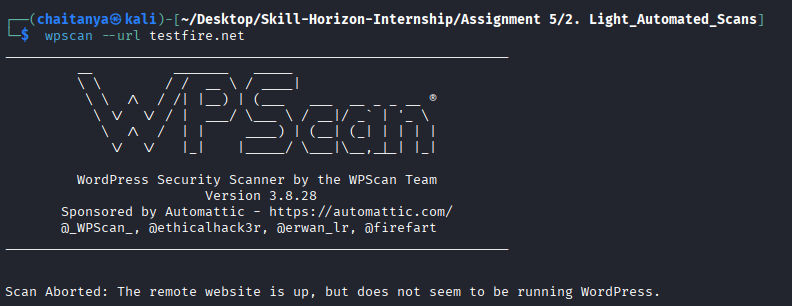 (chaitanya㉿kali)-[~/Desktop/Skill-Horizon-Internship/Assignment 5/2. Light_Automated_Scans]
$ wpscan --url testfire.net
WPScan ®
WordPress Security Scanner by the WPScan Team
Version 3.8.28
Sponsored by Automattic - https://automattic.com/
@_WPScan_, @ethicalhack3r, @erwan_lr, @firefart
Scan Aborted: The remote website is up, but does not seem to be running WordPress.